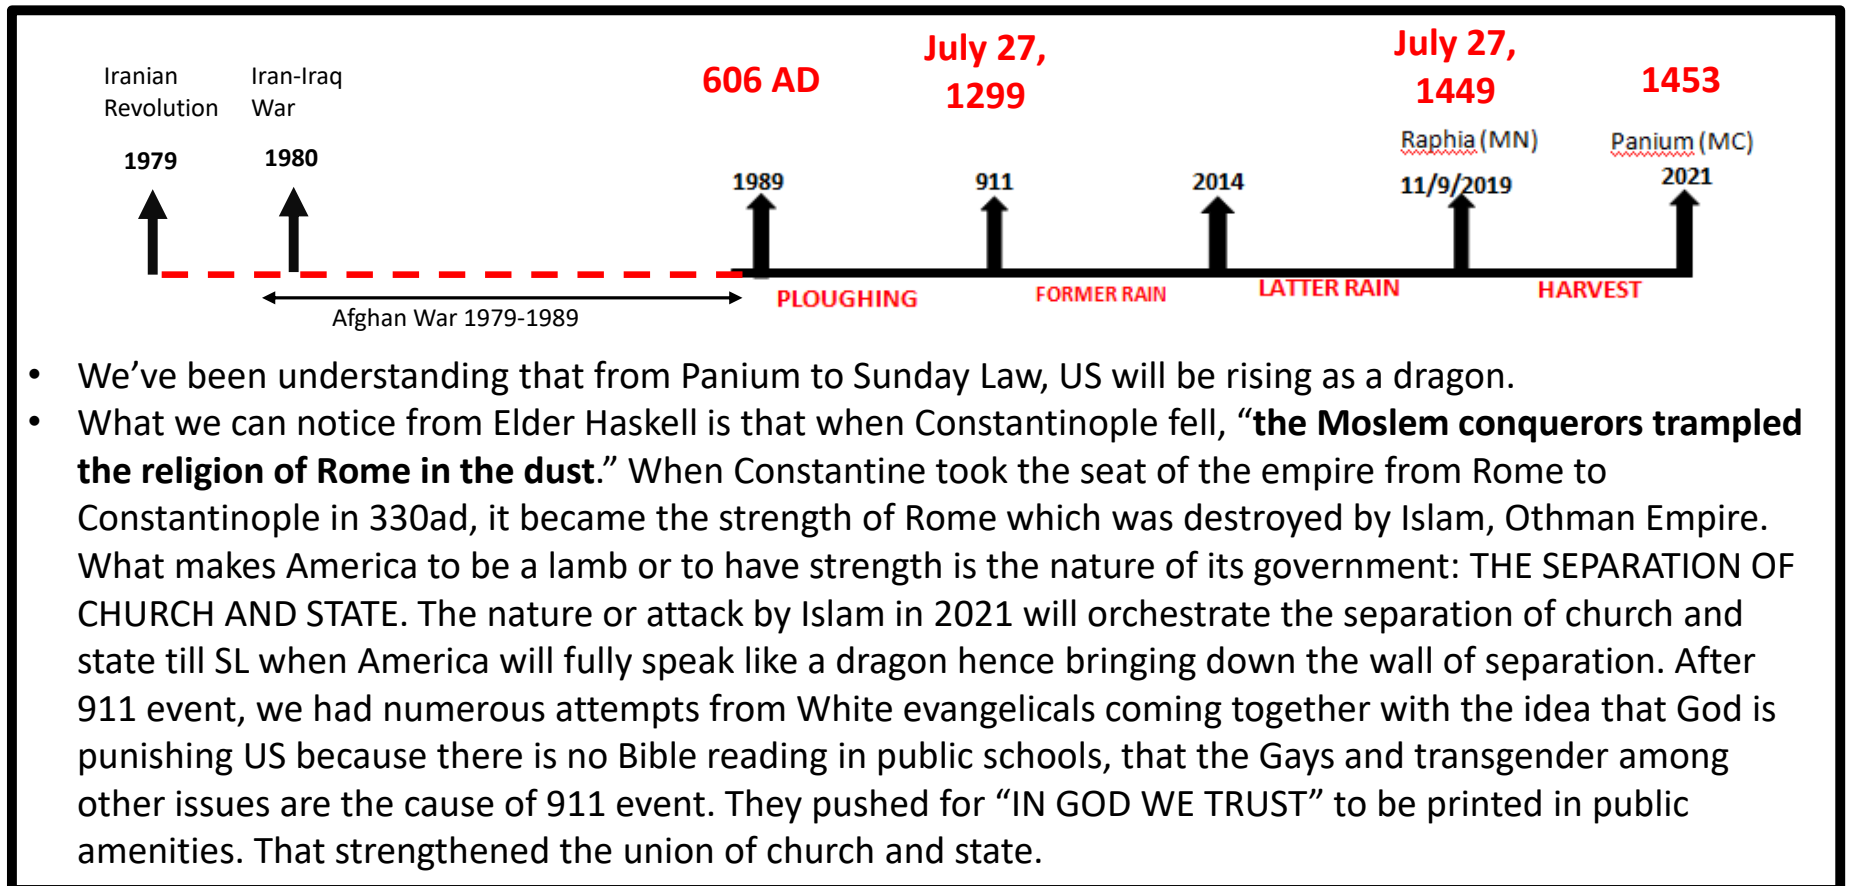 Iranian
Revolution
1979
Iran-Iraq
War
1980
606 AD
1989
July 27,
1299
911
2014
July 27,
1449
Raphia (MN)
11/9/2019
1453
Panium (MC)
2021
PLOUGHING
FORMER RAIN
LATTER RAIN
HARVEST
Afghan War 1979-1989
• We’ve been understanding that from Panium to Sunday Law, US will be rising as a dragon.
• What we can notice from Elder Haskell is that when Constantinople fell, “the Moslem conquerors trampled
the religion of Rome in the dust.” When Constantine took the seat of the empire from Rome to
Constantinople in 330ad, it became the strength of Rome which was destroyed by Islam, Othman Empire.
What makes America to be a lamb or to have strength is the nature of its government: THE SEPARATION OF
CHURCH AND STATE. The nature or attack by Islam in 2021 will orchestrate the separation of church and
state till SL when America will fully speak like a dragon hence bringing down the wall of separation. After
911 event, we had numerous attempts from White evangelicals coming together with the idea that God is
punishing US because there is no Bible reading in public schools, that the Gays and transgender among
other issues are the cause of 911 event. They pushed for “IN GOD WE TRUST” to be printed in public
amenities. That strengthened the union of church and state.